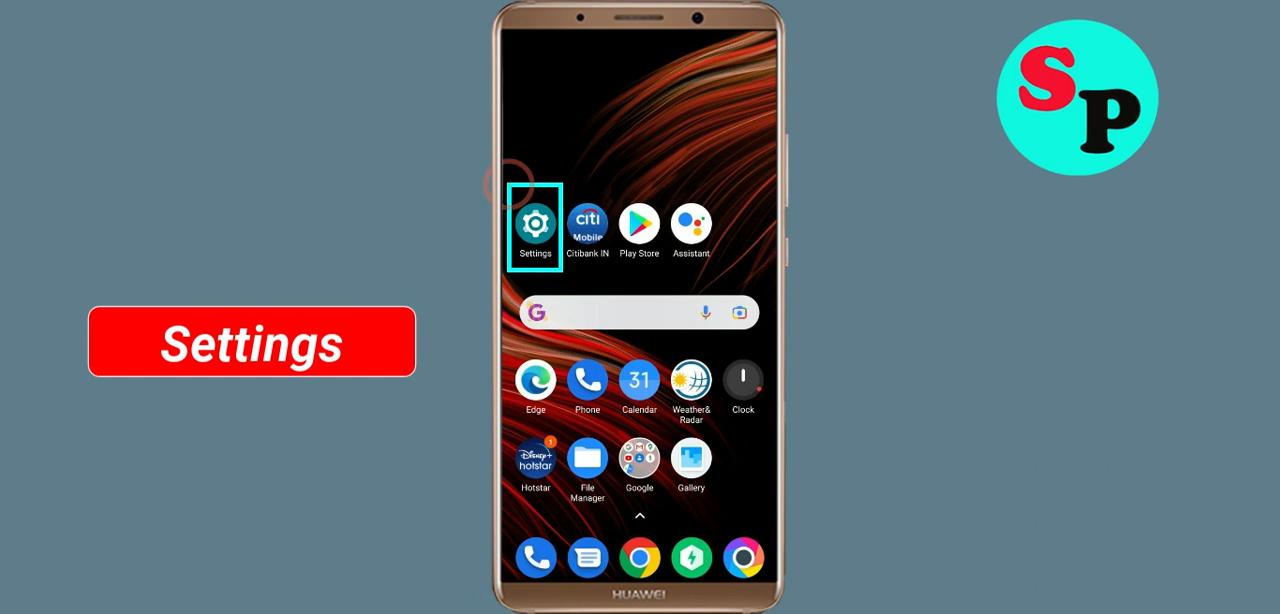 SP
Settings
citi
Mobile
Settings
Citibank IN
Play Store
Assistant
G
Edge
Phone
31
Calendar
Weather&
Radar
Clock
1
Disney+
hotstar
Hotstar
File
Manager
Google
Gallery
HUAWEI